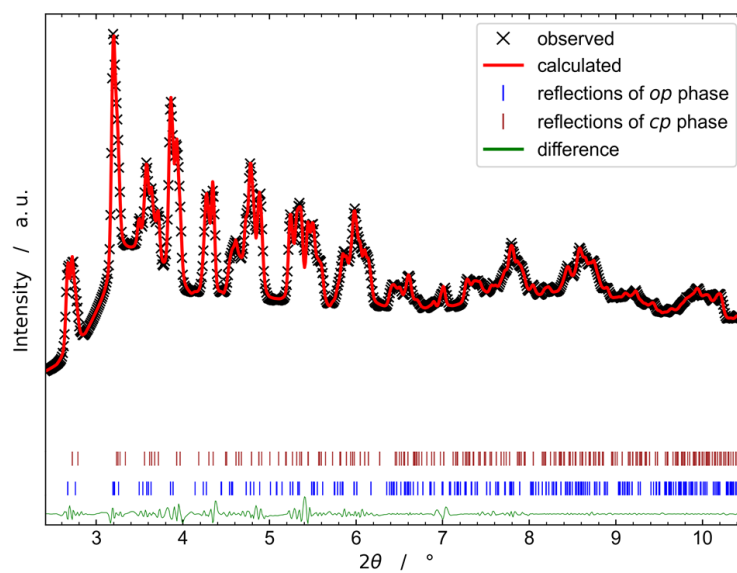 observed
calculated
reflections of op phase
reflections of cp phase
difference
Intensity / a. u.
3 4 5 6 7 8 9 10
2θ / °